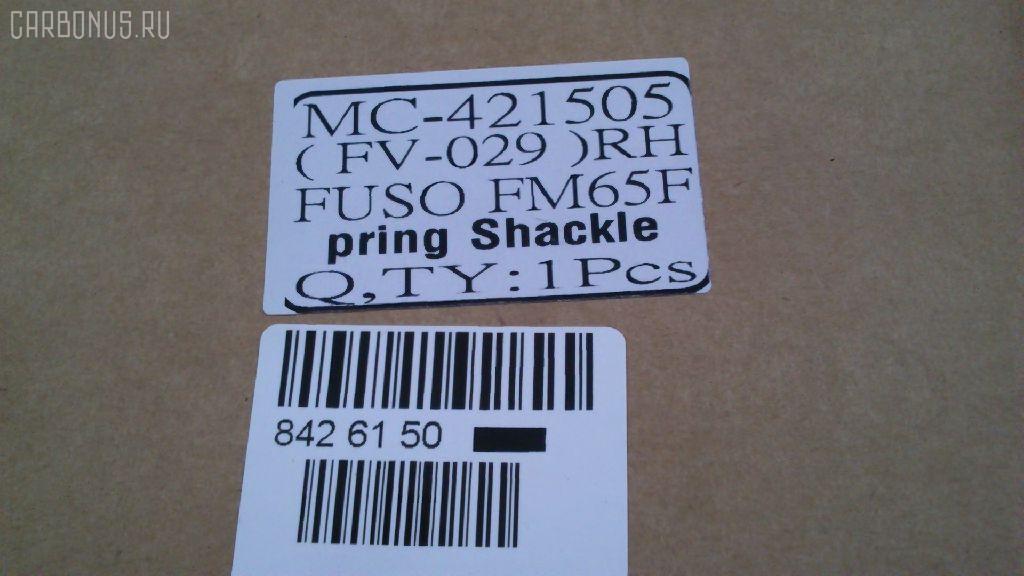 CARBONUS.RU
MC-421505
( FV-029 )RH
FUSO FM65F
pring Shackle
Q,TY:1Pcs
842 61 50